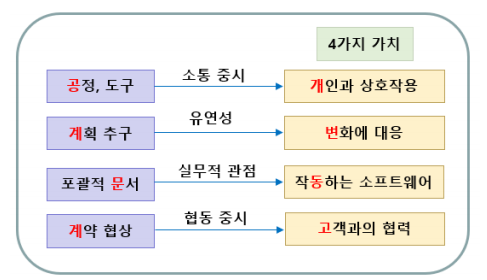 4가지 가치
공정, 도구 소통 중시 개인과 상호작용
계획 추구 유연성 변화에 대응
포괄적 문서 실무적 관점 작동하는 소프트웨어
계약 협상 협동 중시 고객과의 협력